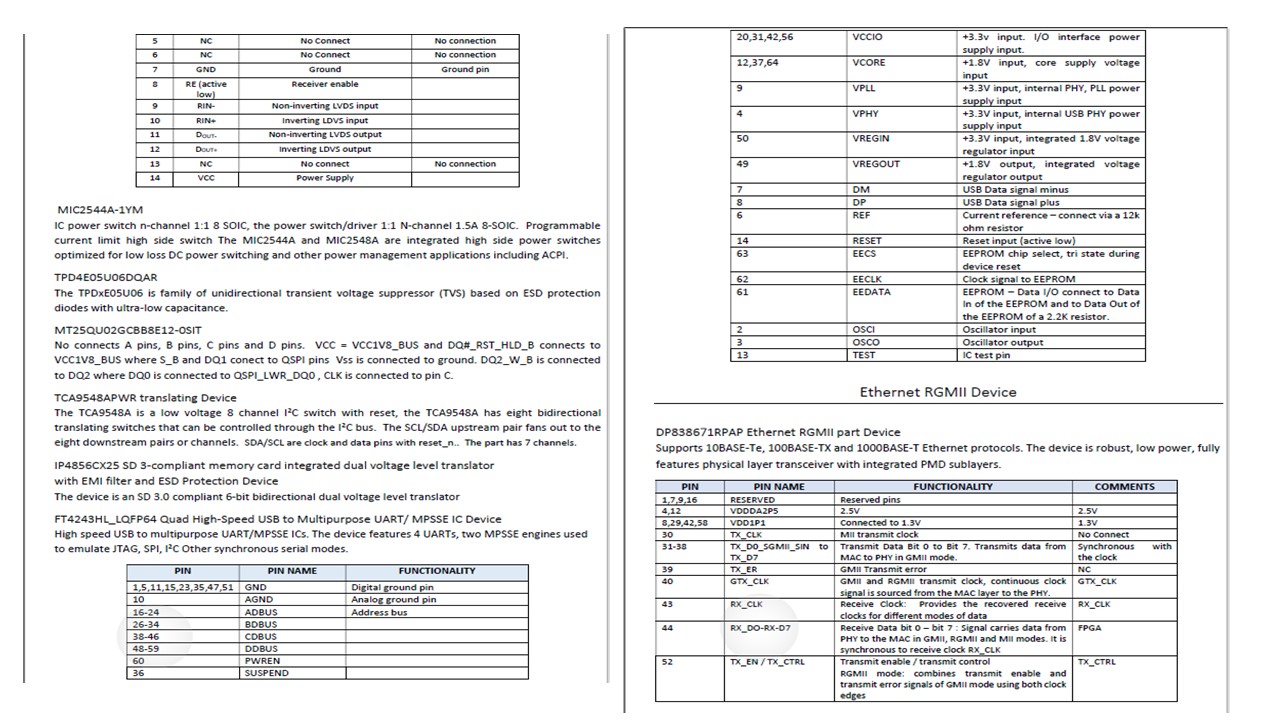 5 NC No Connect No connection
6 NC No Connect No connection
7 GND Ground Ground pin
8 RE (active Receiver enable
low)
9 RIN- Non-inverting LVDS input
10 RIN+ Inverting LDVS input
11 DOUT- Non-inverting LVDS output
12 DOUT+ Inverting LDVS output
13 NC No connect No connection
14 VCC Power Supply
MIC2544A-1YM
IC power switch n-channel 1:1 8 SOIC, the power switch/driver 1:1 N-channel 1.5A 8-SOIC. Programmable
current limit high side switch The MIC2544A and MIC2548A are integrated high side power switches
optimized for low loss DC power switching and other power management applications including ACPI.
TPD4E05U06DQAR
The TPDxE05U06 is family of unidirectional transient voltage suppressor (TVS) based on ESD protection
diodes with ultra-low capacitance.
MT25QU02GCBB8E12-0SIT
No connects A pins, B pins, C pins and D pins. VCC = VCC1V8_BUS and DQ#_RST_HLD_B connects to
VCC1V8_BUS where S_B and DQ1 conect to QSPI pins Vss is connected to ground. DQ2_W_B is connected
to DQ2 where DQ0 is connected to QSPI_LWR_DQ0 , CLK is connected to pin C.
TCA9548APWR translating Device
The TCA9548A is a low voltage 8 channel I²C switch with reset, the TCA9548A has eight bidirectional
translating switches that can be controlled through the I²C bus. The SCL/SDA upstream pair fans out to the
eight downstream pairs or channels. SDA/SCL are clock and data pins with reset_n.. The part has 7 channels.
IP4856CX25 SD 3-compliant memory card integrated dual voltage level translator
with EMI filter and ESD Protection Device
The device is an SD 3.0 compliant 6-bit bidirectional dual voltage level translator
FT4243HL_LQFP64 Quad High-Speed USB to Multipurpose UART/ MPSSE IC Device
High speed USB to multipurpose UART/MPSSE ICs. The device features 4 UARTs, two MPSSE engines used
to emulate JTAG, SPI, I²C Other synchronous serial modes.
PIN PIN NAME FUNCTIONALITY
1,5,11,15,23,35,47,51 GND Digital ground pin
10 AGND Analog ground pin
16-24 ADBUS Address bus
26-34 BDBUS
38-46 CDBUS
48-59 DDBUS
60 PWREN
36 SUSPEND
20,31,42,56 VCCIO +3.3v input. I/O interface power
supply input.
12,37,64 VCORE +1.8V input, core supply voltage
input
9 VPLL +3.3V input, internal PHY, PLL power
supply input
4 VPHY +3.3V input, internal USB PHY power
supply input
50 VREGIN +3.3V input, integrated 1.8V voltage
regulator input
49 VREGOUT +1.8V output, integrated voltage
regulator output
7 DM USB Data signal minus
8 DP USB Data signal plus
6 REF Current reference – connect via a 12k
ohm resistor
14 RESET Reset input (active low)
63 EECS EEPROM chip select, tri state during
device reset
62 EECLK Clock signal to EEPROM
61 EEDATA EEPROM – Data I/O connect to Data
In of the EEPROM and to Data Out of
the EEPROM of a 2.2K resistor.
2 OSCI Oscillator input
3 OSCO Oscillator output
13 TEST IC test pin
Ethernet RGMII Device
DP838671RPAP Ethernet RGMII part Device
Supports 10BASE-Te, 100BASE-TX and 1000BASE-T Ethernet protocols. The device is robust, low power, fully
features physical layer transceiver with integrated PMD sublayers.
PIN PIN NAME FUNCTIONALITY COMMENTS
1,7,9,16 RESERVED Reserved pins
4,12 VDDDA2P5 2.5V 2.5V
8,29,42,58 VDD1P1 Connected to 1.3V 1.3V
30 TX_CLK MII transmit clock No Connect
31-38 TX_D0_SGMII_SIN to Transmit Data Bit 0 to Bit 7. Transmits data from Synchronous with
TX_D7 MAC to PHY in GMII mode. the clock
39 TX_ER GMII Transmit error NC
40 GTX_CLK GMII and RGMII transmit clock, continuous clock GTX_CLK
signal is sourced from the MAC layer to the PHY.
43 RX_CLK Receive Clock: Provides the recovered receive RX_CLK
clocks for different modes of data
44 RX_DO-RX-D7 Receive Data bit 0 – bit 7 : Signal carries data from FPGA
PHY to the MAC in GMII, RGMII and MII modes. It is
synchronous to receive clock RX_CLK
52 TX_EN / TX_CTRL Transmit enable / transmit control TX_CTRL
RGMII mode: combines transmit enable and
transmit error signals of GMII mode using both clock
edges